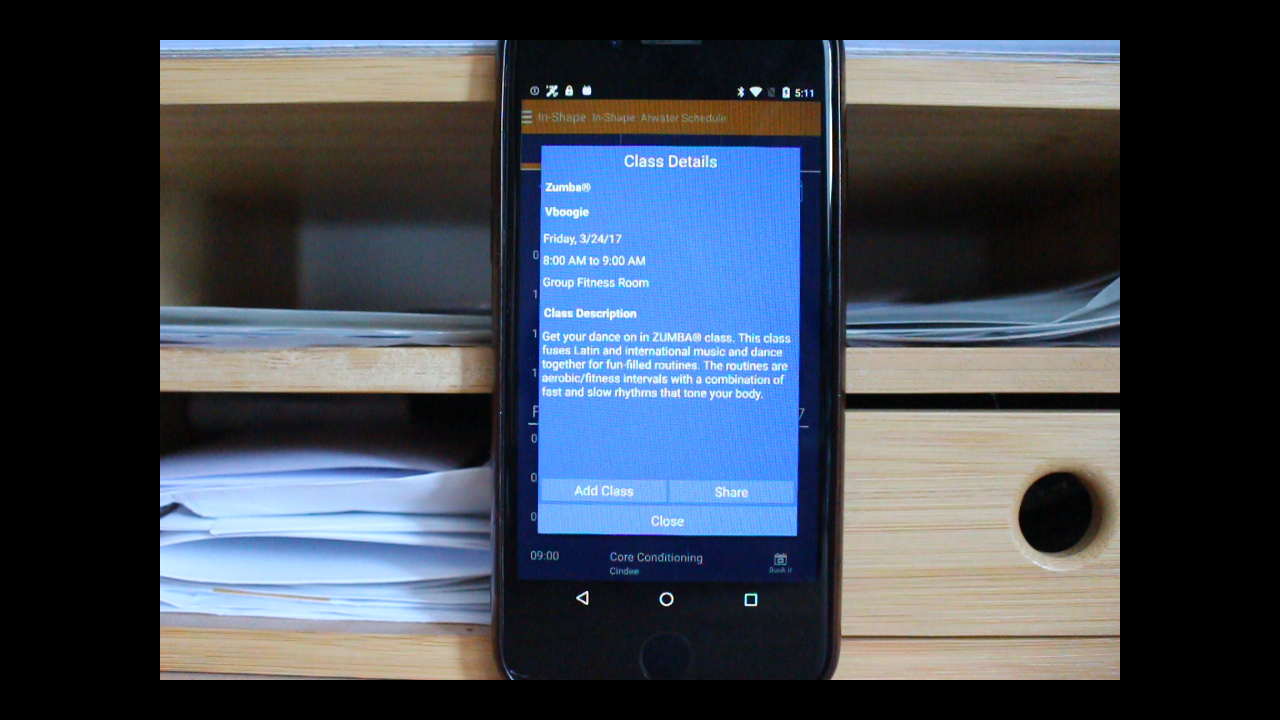 5:11
In-Shape In-Shape: Atwater Schedule
Class Details
Zumba®
Vboogie
Friday, 3/24/17
8:00 AM to 9:00 AM
Group Fitness Room
Class Description
Get your dance on in ZUMBA® class. This class
fuses Latin and international music and dance
together for fun-filled routines. The routines are
aerobic/fitness intervals with a combination of
fast and slow rhythms that tone your body.
Add Class Share
Close
09:00 Core Conditioning
Cindee Book it